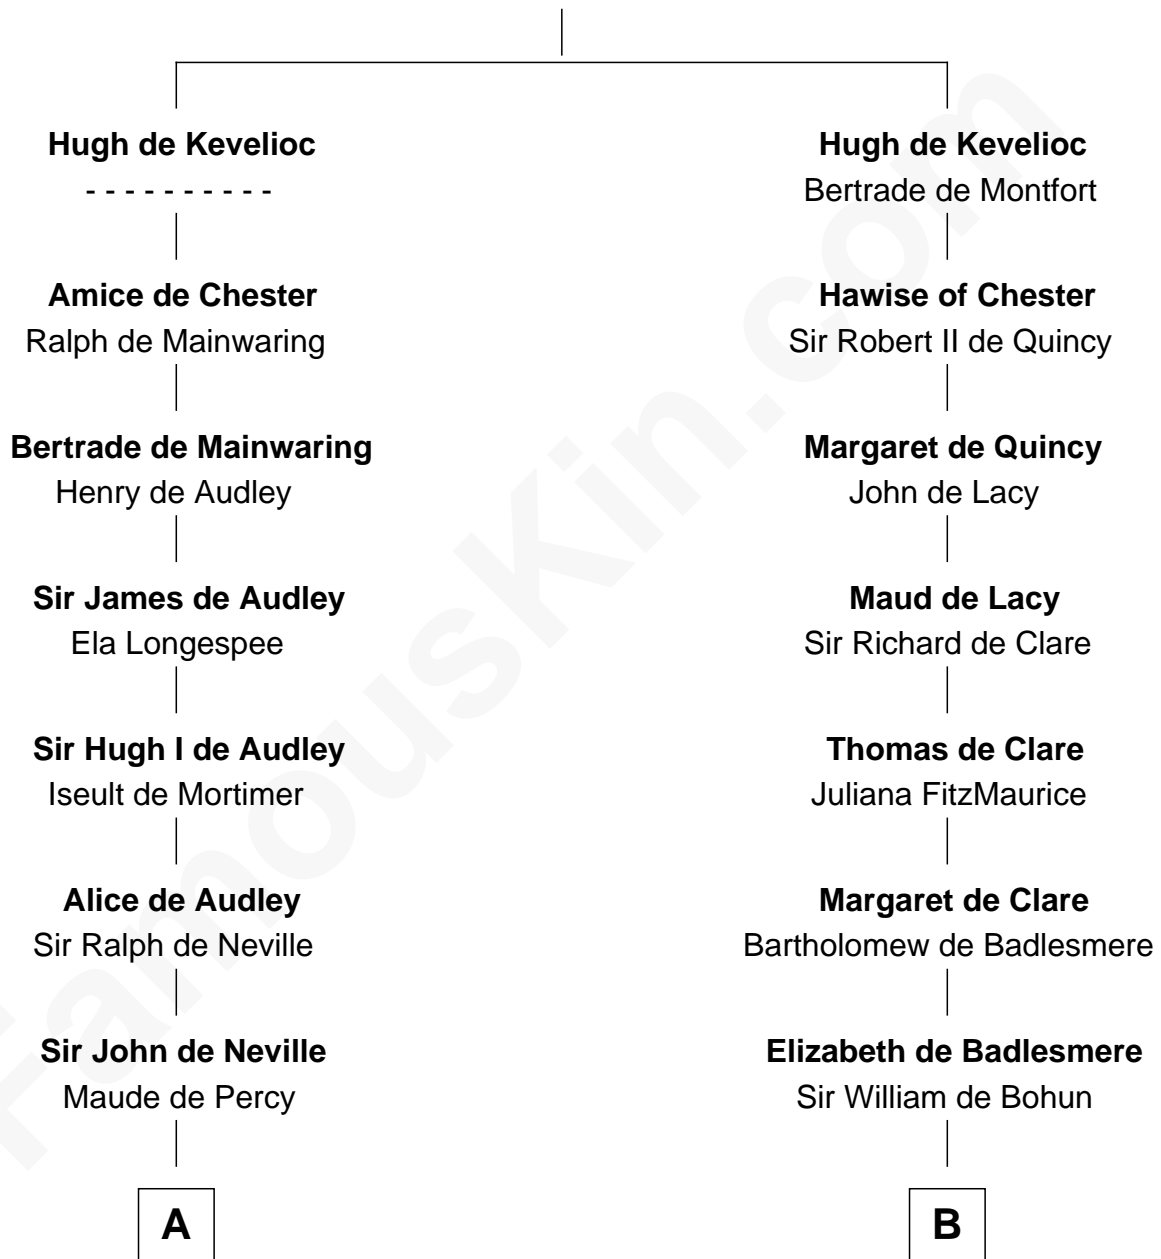 Hugh de Kevelioc
- - - - - - - - - -
Amice de Chester
Ralph de Mainwaring
Bertrade de Mainwaring
Henry de Audley
Sir James de Audley
Ela Longespee
Sir Hugh I de Audley
Iseult de Mortimer
Alice de Audley
Sir Ralph de Neville
Sir John de Neville
Maude de Percy
A
Hugh de Kevelioc
Bertrade de Montfort
Hawise of Chester
Sir Robert II de Quincy
Margaret de Quincy
John de Lacy
Maud de Lacy
Sir Richard de Clare
Thomas de Clare
Juliana FitzMaurice
Margaret de Clare
Bartholomew de Badlesmere
Elizabeth de Badlesmere
Sir William de Bohun
B
FamousKin.com